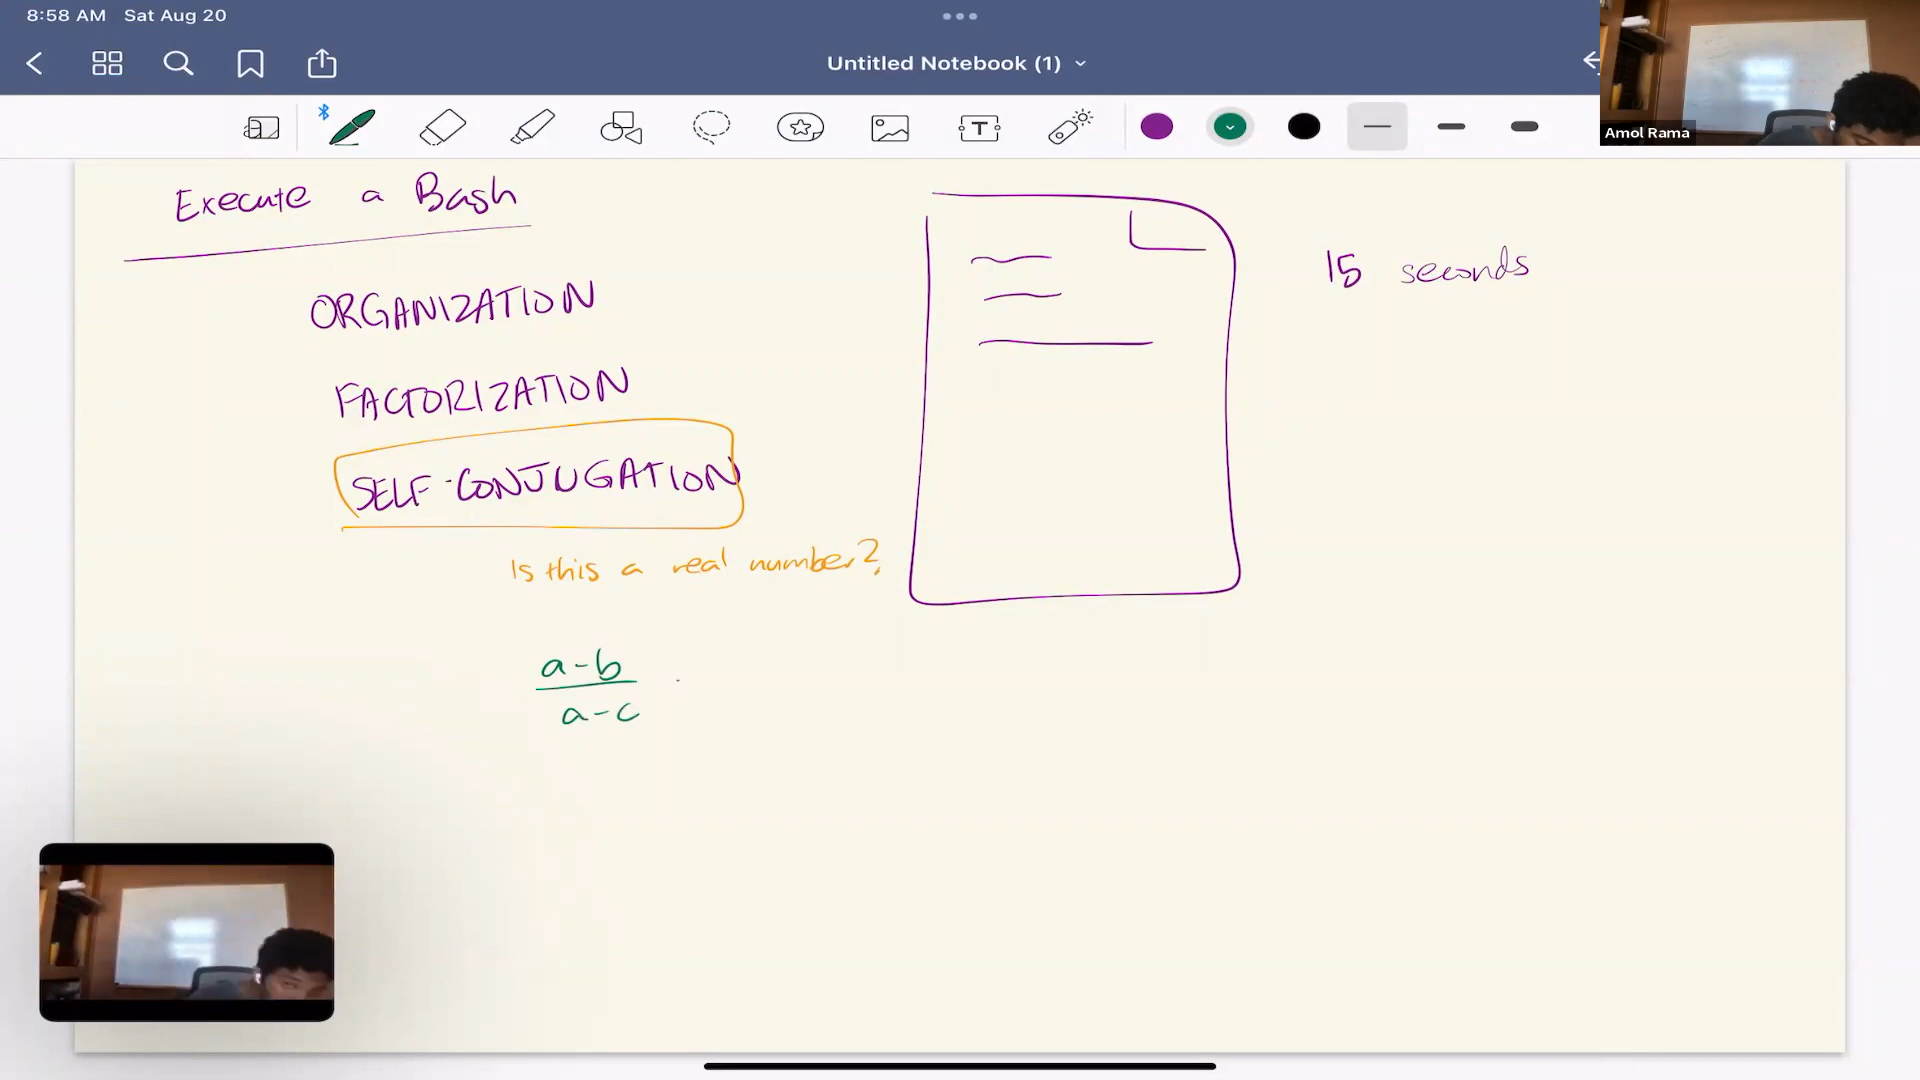 8:58 AM Sat Aug 20
Untitled Notebook (1)
Amol Rama
Execute a Bash
ORGANIZATION
FACTORIZATION
SELF-CONJUGATION
Is this a real number?
15 seconds
a-b
a-c